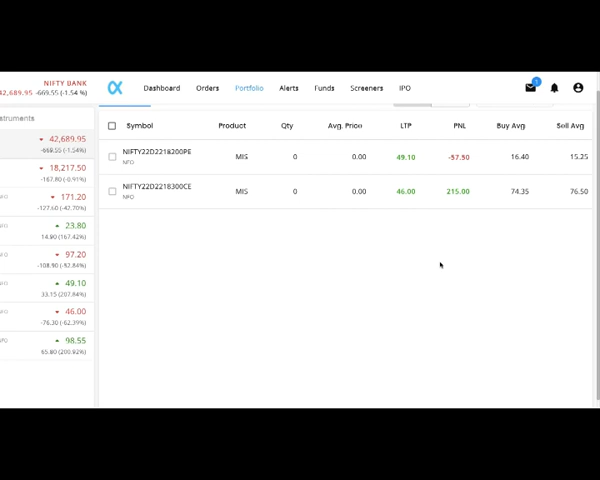 NIFTY BANK
42,689.95 -669.55 (-1.54 %)
Dashboard Orders Portfolio Alerts Funds Screeners IPO
1
struments
Symbol Product Qty Avg. Price LTP PNL Buy Avg Sell Avg
42,689.95
-669.55 (-1.54%)
NIFTY22D2218200PE MIS 0 0.00 49.10 -57.50 16.40 15.25
NFO
18,217.50
-167.80 (-0.91%)
NIFTY22D2218300CE MIS 0 0.00 46.00 215.00 74.35 76.50
NFO
171.20
-127.60 (-42.70%)
23.80
14.90 (167.42%)
97.20
-108.90 (-52.84%)
49.10
33.15 (207.84%)
46.00
-76.30 (-62.39%)
98.55
65.80 (200.92%)